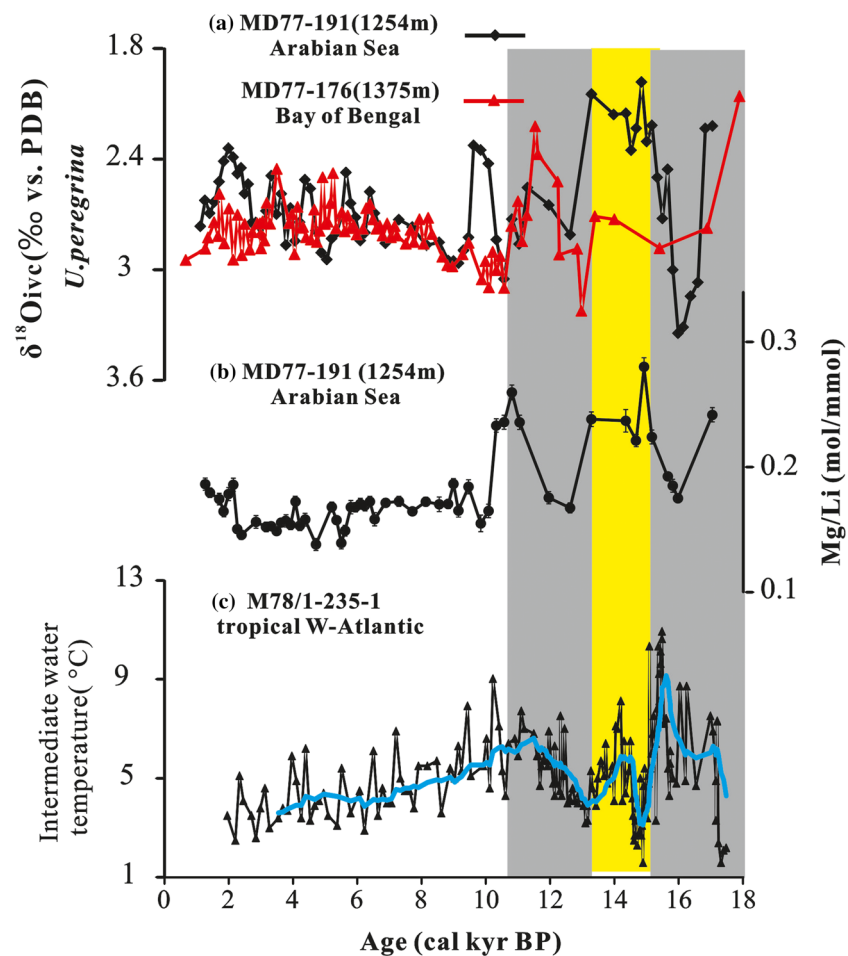 (a) MD77-191(1254m)
Arabian Sea
MD77-176(1375m)
Bay of Bengal
1.8
2.4
3
3.6
δ¹⁸Oivc(‰ vs. PDB)
U.peregrina
(b) MD77-191 (1254m)
Arabian Sea
0.3
0.2
0.1
Mg/Li (mol/mmol)
(c) M78/1-235-1
tropical W-Atlantic
13
9
5
1
Intermediate water
temperature( °C)
0 2 4 6 8 10 12 14 16 18
Age (cal kyr BP)